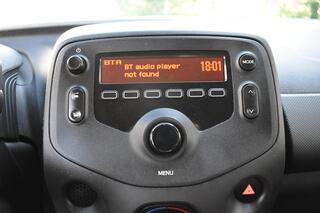 BTA
BT audio player
not found
18:01
MODE
MENU